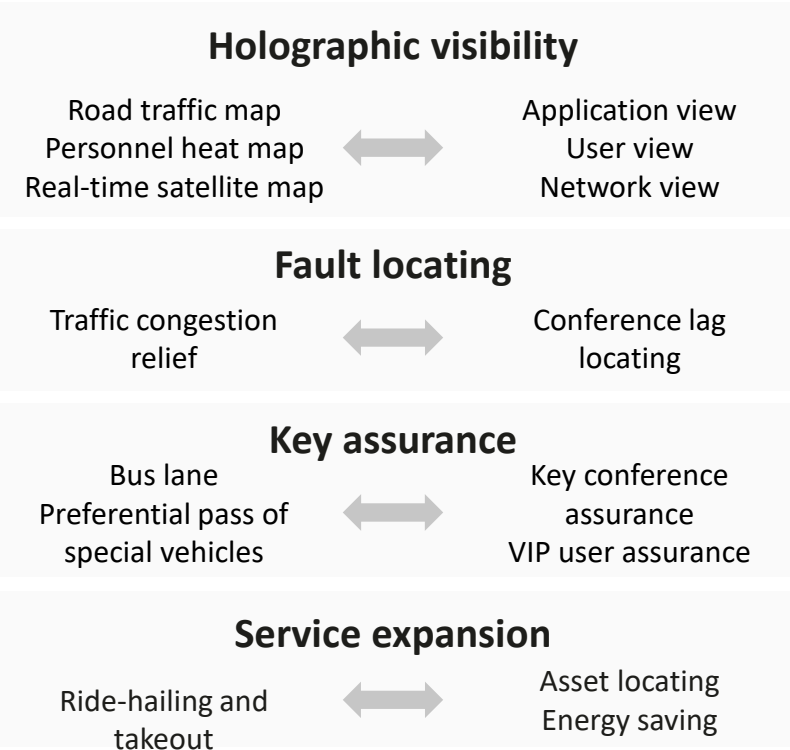 Holographic visibility
Road traffic map
Personnel heat map
Real-time satellite map
Application view
User view
Network view
Fault locating
Traffic congestion
relief
Conference lag
locating
Key assurance
Bus lane
Preferential pass of
special vehicles
Key conference
assurance
VIP user assurance
Service expansion
Ride-hailing and
takeout
Asset locating
Energy saving